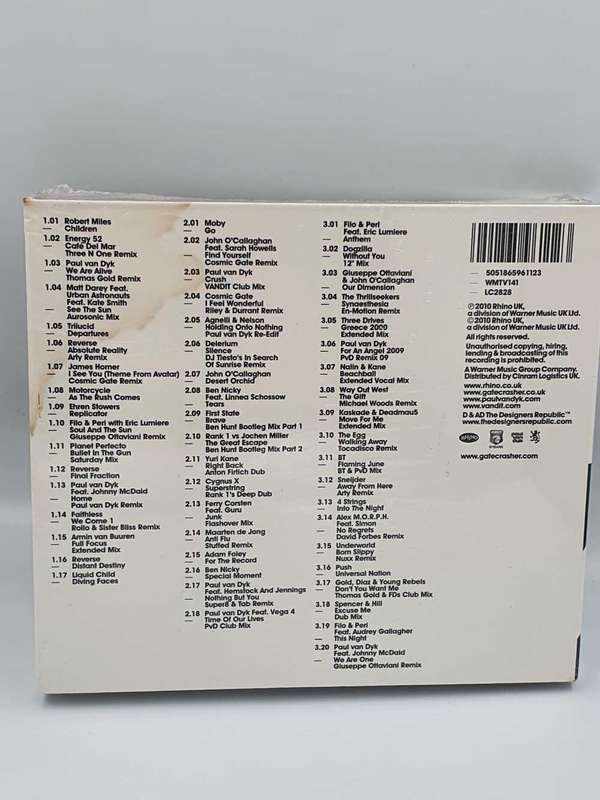 1.01 Robert Miles
— Children
1.02 Energy 52
— Café Del Mar
Three N One Remix
1.03 Paul van Dyk
— We Are Alive
Thomas Gold Remix
1.04 Matt Darey Feat.
Urban Astronauts
Feat. Kate Smith
— See The Sun
Aurosonic Mix
1.05 Trilucid
— Departures
1.06 Reverse
— Absolute Reality
Arty Remix
1.07 James Horner
— I See You (Theme From Avatar)
Cosmic Gate Remix
1.08 Motorcycle
— As The Rush Comes
1.09 Ehren Stowers
— Replicator
1.10 Filo & Peri with Eric Lumiere
— Soul And The Sun
Giuseppe Ottaviani Remix
1.11 Planet Perfecto
— Bullet In The Gun
Saturday Mix
1.12 Reverse
— Final Fraction
1.13 Paul van Dyk
Feat. Johnny McDaid
— Home
Paul van Dyk Remix
1.14 Faithless
— We Come 1
Rollo & Sister Bliss Remix
1.15 Armin van Buuren
— Full Focus
Extended Mix
1.16 Reverse
— Distant Destiny
1.17 Liquid Child
— Diving Faces
2.01 Moby
— Go
2.02 John O'Callaghan
Feat. Sarah Howells
— Find Yourself
Cosmic Gate Remix
2.03 Paul van Dyk
— Crush
VANDIT Club Mix
2.04 Cosmic Gate
— I Feel Wonderful
Riley & Durrant Remix
2.05 Agnelli & Nelson
— Holding Onto Nothing
Paul van Dyk Re-Edit
2.06 Delerium
— Silence
DJ Tiesto's In Search
Of Sunrise Remix
2.07 John O'Callaghan
— Desert Orchid
2.08 Ben Nicky
Feat. Linnea Schossow
— Tears
2.09 First State
— Brave
Ben Hunt Bootleg Mix Part 1
2.10 Rank 1 vs Jochen Miller
— The Great Escape
Ben Hunt Bootleg Mix Part 2
2.11 Yuri Kane
— Right Back
Anton Firtich Dub
2.12 Cygnus X
— Superstring
Rank 1's Deep Dub
2.13 Ferry Corsten
Feat. Guru
— Junk
Flashover Mix
2.14 Maarten de Jong
— Anti Flu
Stuffed Remix
2.15 Adam Foley
— For The Record
2.16 Ben Nicky
— Special Moment
2.17 Paul van Dyk
Feat. Hemstock And Jennings
— Nothing But You
Super8 & Tab Remix
2.18 Paul van Dyk Feat. Vega 4
— Time Of Our Lives
PvD Club Mix
3.01 Filo & Peri
Feat. Eric Lumiere
— Anthem
3.02 Dogzilla
— Without You
12" Mix
3.03 Giuseppe Ottaviani
& John O'Callaghan
— Our Dimension
3.04 The Thrillseekers
— Synaesthesia
En-Motion Remix
3.05 Three Drives
— Greece 2000
Extended Mix
3.06 Paul van Dyk
— For An Angel 2009
PvD Remix 09
3.07 Nalin & Kane
— Beachball
Extended Vocal Mix
3.08 Way Out West
— The Gift
Michael Woods Remix
3.09 Kaskade & Deadmau5
— Move For Me
Extended Mix
3.10 The Egg
— Walking Away
Tocadisco Remix
3.11 BT
— Flaming June
BT & PvD Mix
3.12 Sneijder
— Away From Here
Arty Remix
3.13 4 Strings
— Into The Night
3.14 Alex M.O.R.P.H.
Feat. Simon
— No Regrets
David Forbes Remix
3.15 Underworld
— Born Slippy
Nuxx Remix
3.16 Push
— Universal Nation
3.17 Gold, Diaz & Young Rebels
— Don't You Want Me
Thomas Gold & FDs Club Mix
3.18 Spencer & Hill
— Excuse Me
Dub Mix
3.19 Filo & Peri
Feat. Audrey Gallagher
— This Night
3.20 Paul van Dyk
Feat. Johnny McDaid
— We Are One
Giuseppe Ottaviani Remix
— 5051865961123
— WMTV141
— LC2828
℗ 2010 Rhino UK,
a division of Warner Music UK Ltd.
© 2010 Rhino UK,
a division of Warner Music UK Ltd.
All rights reserved.
Unauthorised copying, hiring,
lending & broadcasting of this
recording is prohibited.
A Warner Music Group Company.
Distributed by Cinram Logistics UK.
www.rhino.co.uk
www.gatecrasher.co.uk
www.paulvandyk.com
www.vandit.com
D & AD The Designers Republic™
www.thedesignersrepublic.com
www.gatecrasher.com